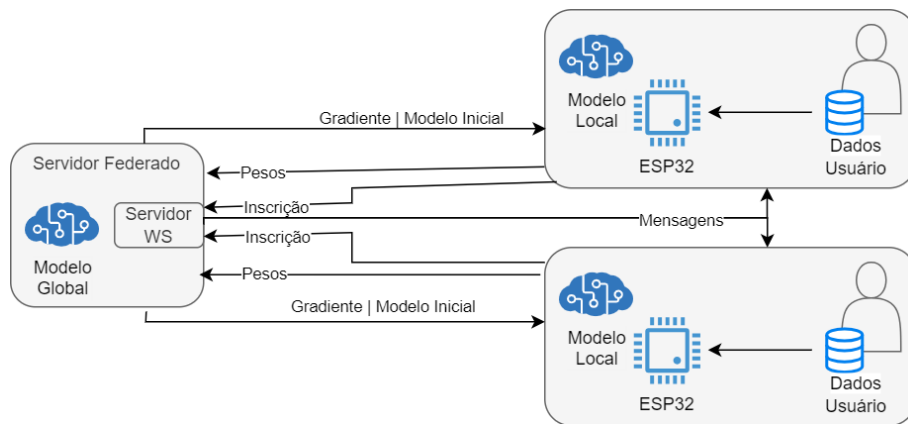 Gradiente | Modelo Inicial
Modelo
Local
ESP32
Dados
Usuário
Servidor Federado
Pesos
Inscrição
Servidor
WS
Mensagens
Inscrição
Modelo
Global
Pesos
Gradiente | Modelo Inicial
Modelo
Local
ESP32
Dados
Usuário